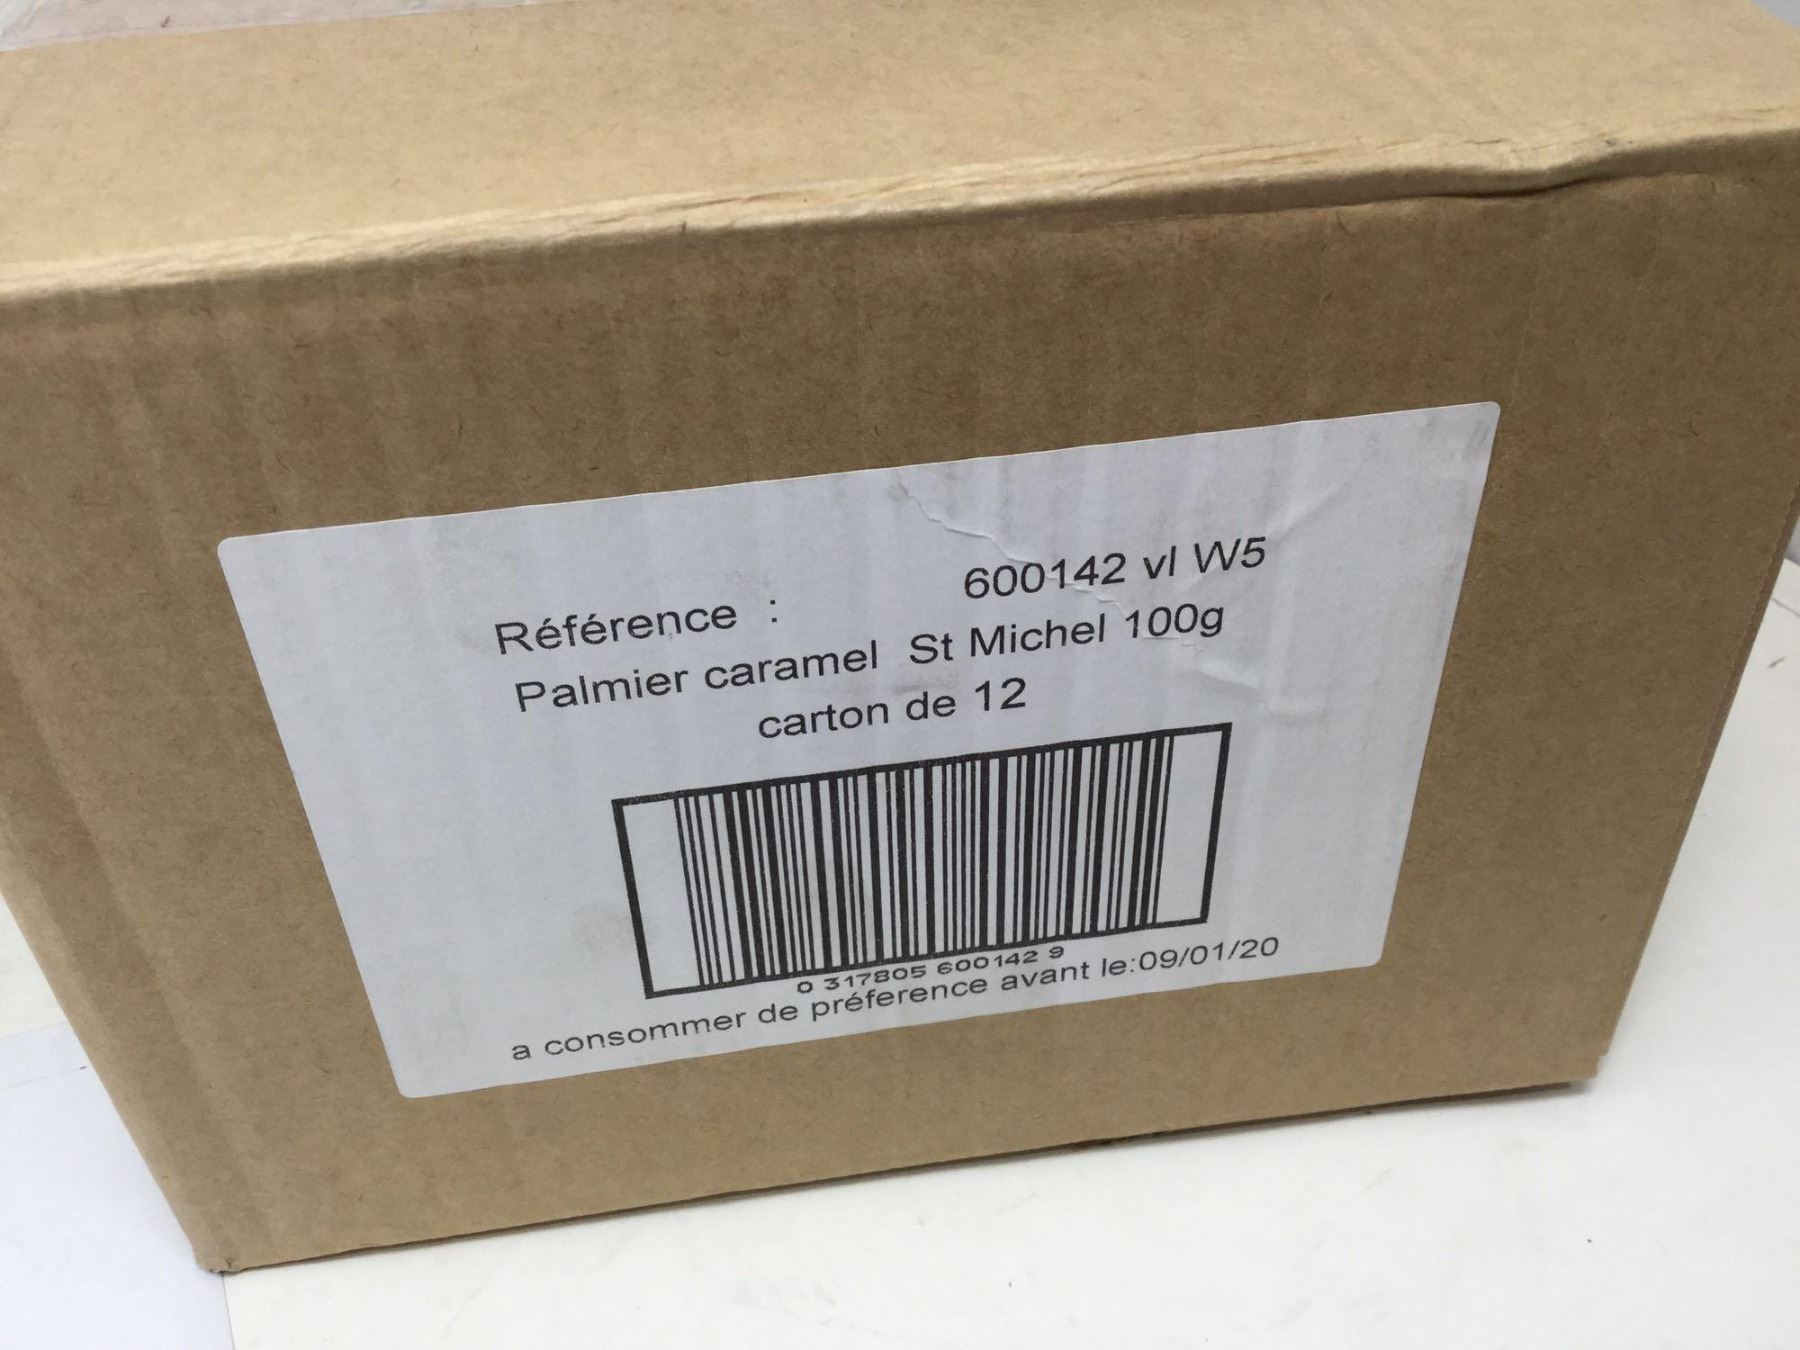 Référence : 600142 vl W5
Palmier caramel St Michel 100g
carton de 12
0 317805 600142 9
a consommer de préference avant le:09/01/20